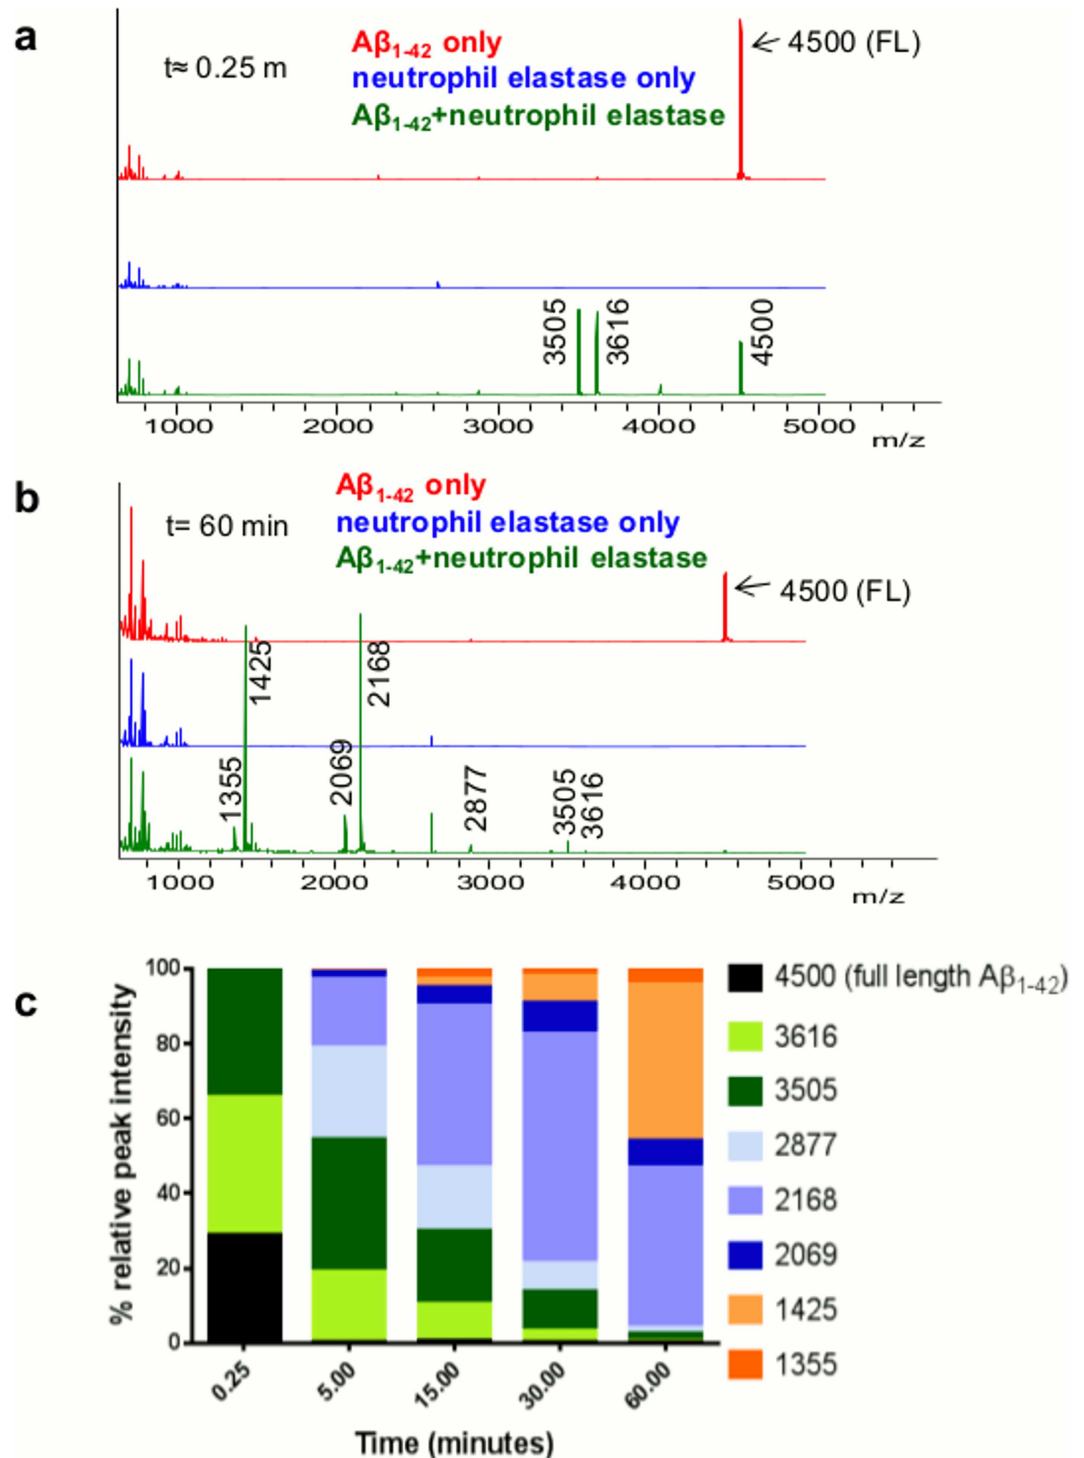 a
t≈ 0.25 m
Aβ1-42 only
neutrophil elastase only
Aβ1-42+neutrophil elastase
4500 (FL)
3505
3616
4500
1000 2000 3000 4000 5000
m/z
b
t= 60 min
Aβ1-42 only
neutrophil elastase only
Aβ1-42+neutrophil elastase
4500 (FL)
1355
1425
2069
2168
2877
3505
3616
1000 2000 3000 4000 5000
m/z
c
% relative peak intensity
100
80
60
40
20
0
0.25 5.00 15.00 30.00 60.00
Time (minutes)
4500 (full length Aβ1-42)
3616
3505
2877
2168
2069
1425
1355